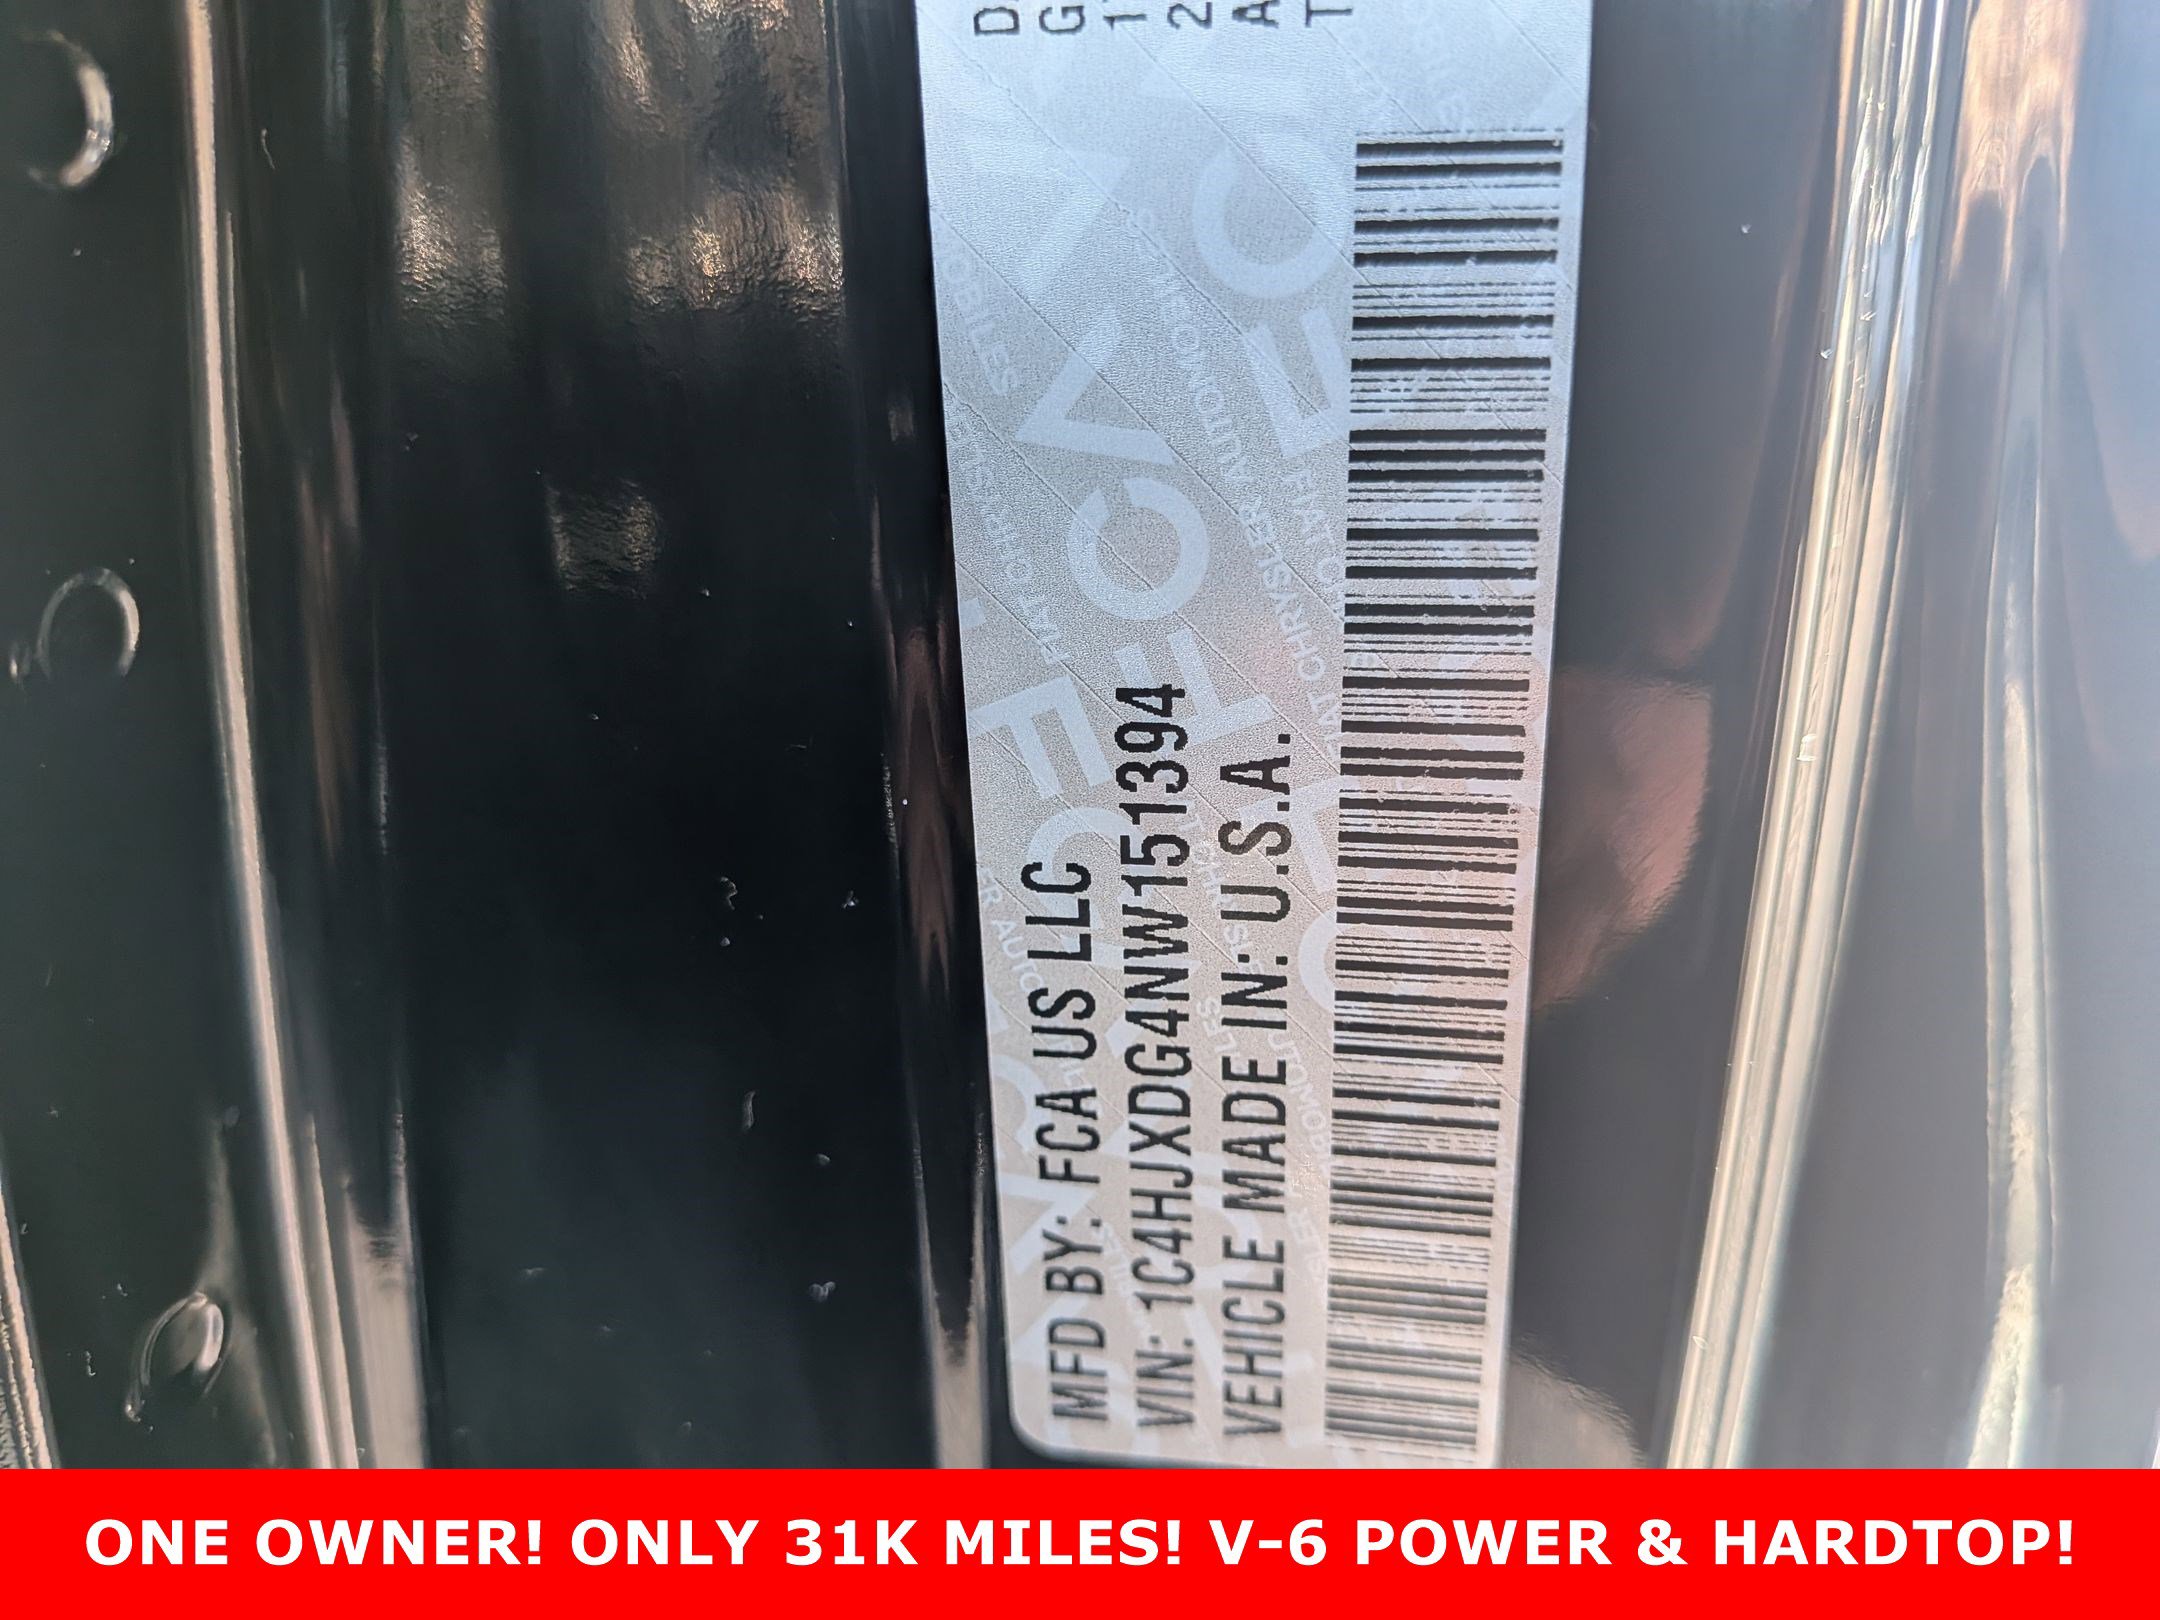 MFD BY: FCA US LLC
VIN: 1C4HJXDG4NW151394
VEHICLE MADE IN: U.S.A.
ONE OWNER! ONLY 31K MILES! V-6 POWER & HARDTOP!